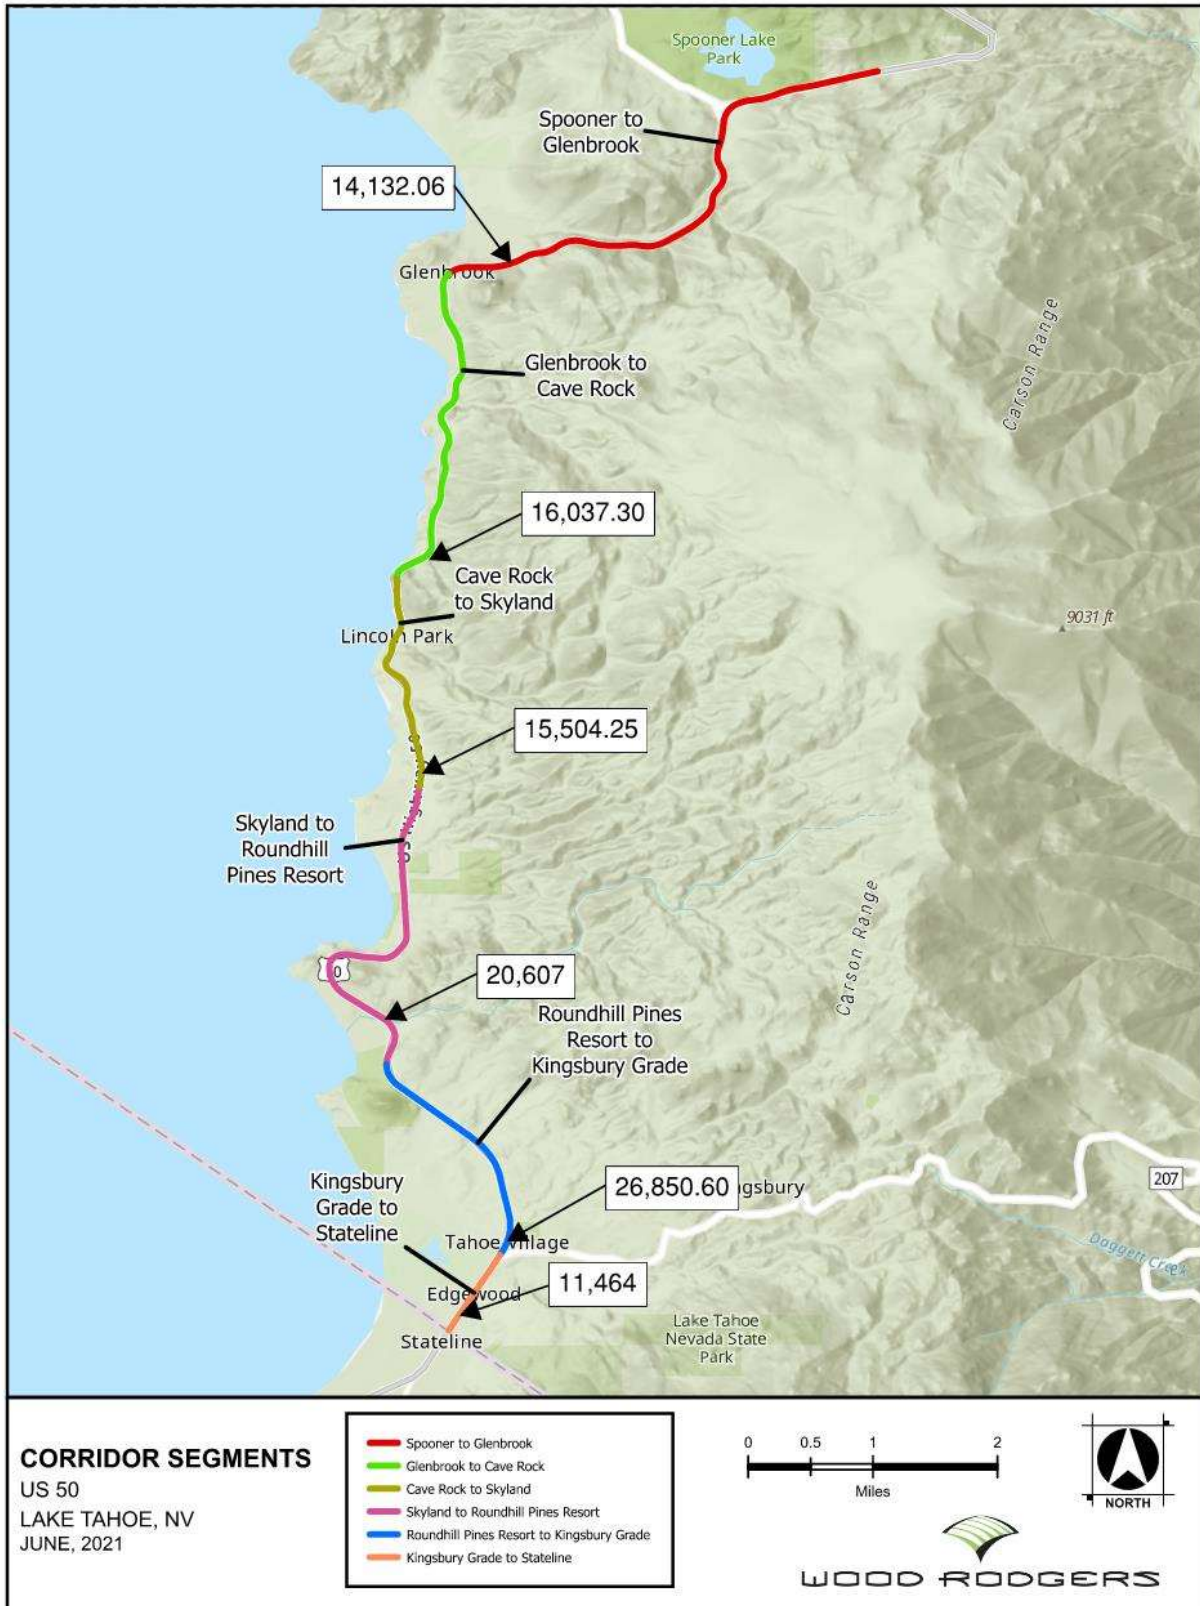 Spooner Lake
Park
Spooner to
Glenbrook
14,132.06
Glenbrook
Glenbrook to
Cave Rock
Carson Range
16,037.30
Cave Rock
to Skyland
Lincoln Park
9031 ft
15,504.25
US Highway 50
Skyland to
Roundhill
Pines Resort
Carson Range
20,607
Roundhill Pines
Resort to
Kingsbury Grade
207
Kingsbury
Grade to
Stateline
26,850.60
gsbury
Tahoe Village
Daggett Creek
Edgewood
11,464
Stateline
Lake Tahoe
Nevada State
Park
CORRIDOR SEGMENTS
US 50
LAKE TAHOE, NV
JUNE, 2021
Spooner to Glenbrook
Glenbrook to Cave Rock
Cave Rock to Skyland
Skyland to Roundhill Pines Resort
Roundhill Pines Resort to Kingsbury Grade
Kingsbury Grade to Stateline
0 0.5 1 2
Miles
NORTH
WOOD RODGERS